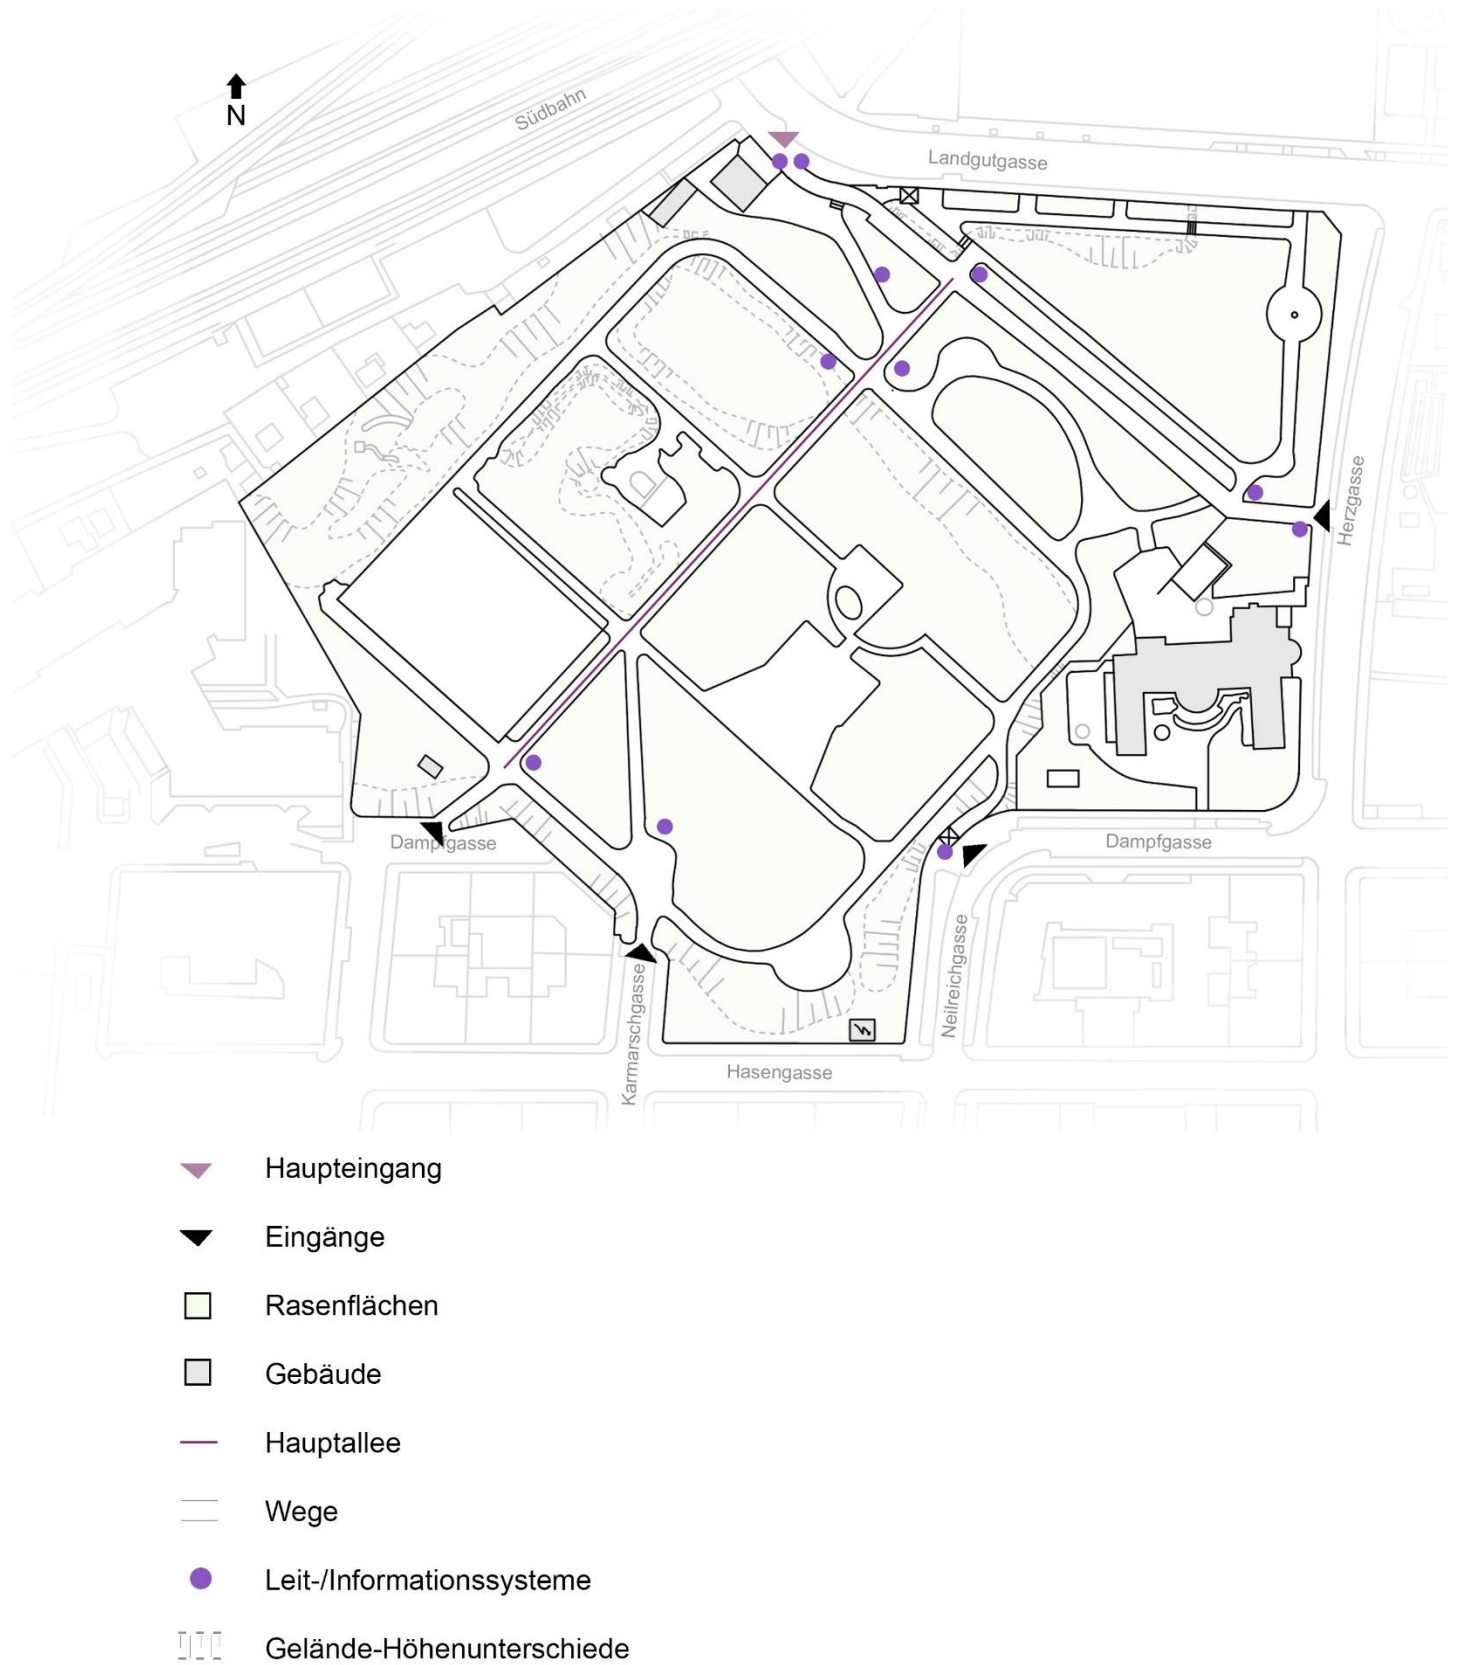 N
Südbahn
Landgutgasse
Herzgasse
Dampfgasse
Dampfgasse
Neilreichgasse
Karmarschgasse
Hasengasse
Haupteingang
Eingänge
Rasenflächen
Gebäude
Hauptallee
Wege
Leit-/Informationssysteme
Gelände-Höhenunterschiede